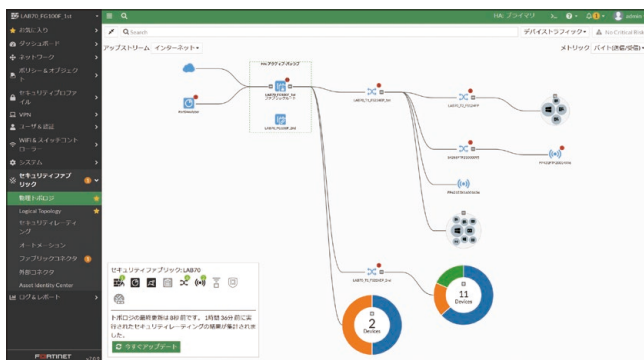 LAB70_FG100F_1st
HA: プライマリ
admin
お気に入り
Search
デバイストラフィック
No Critical Risk
ダッシュボード
アップストリーム インターネット
メトリック バイト(送信/受信)
ネットワーク
ポリシー&オブジェクト
セキュリティプロファイル
VPN
ユーザ&認証
WiFi&スイッチコントローラー
システム
セキュリティファブリック
1
物理トポロジ
Logical Topology
セキュリティレーティング
オートメーション
ファブリックコネクタ
1
外部コネクタ
Asset Identity Center
ログ&レポート
FORTINET
セキュリティファブリック:LAB70
トポロジの最終更新は8秒前です。 1時間 36分 前に実行されたセキュリティレーティングの結果が集計されました。
今すぐアップデート
2
Devices
11
Devices